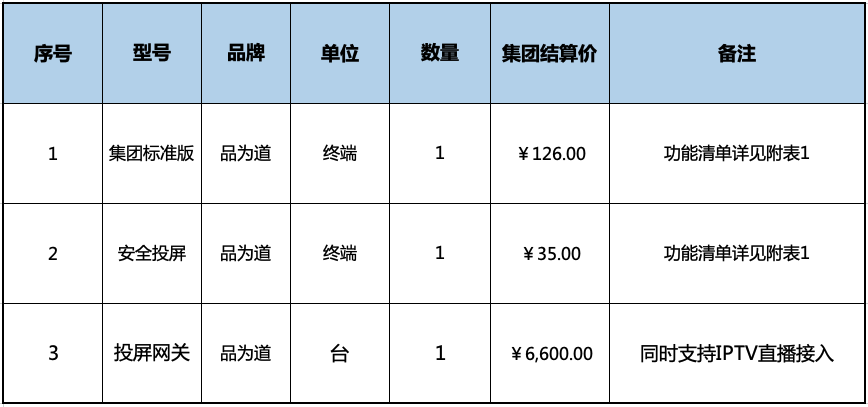 序号 型号 品牌 单位 数量 集团结算价 备注
1 集团标准版 品为道 终端 1 ￥126.00 功能清单详见附表1
2 安全投屏 品为道 终端 1 ￥35.00 功能清单详见附表1
3 投屏网关 品为道 台 1 ￥6,600.00 同时支持IPTV直播接入